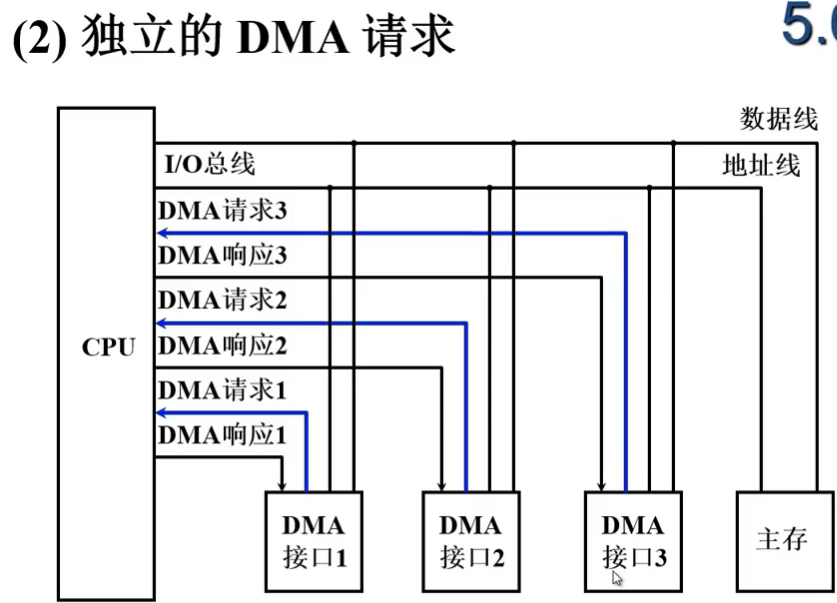 (2) 独立的 DMA 请求
5.
数据线
I/O总线
地址线
DMA请求3
DMA响应3
DMA请求2
CPU
DMA响应2
DMA请求1
DMA响应1
DMA
接口1
DMA
接口2
DMA
接口3
主存